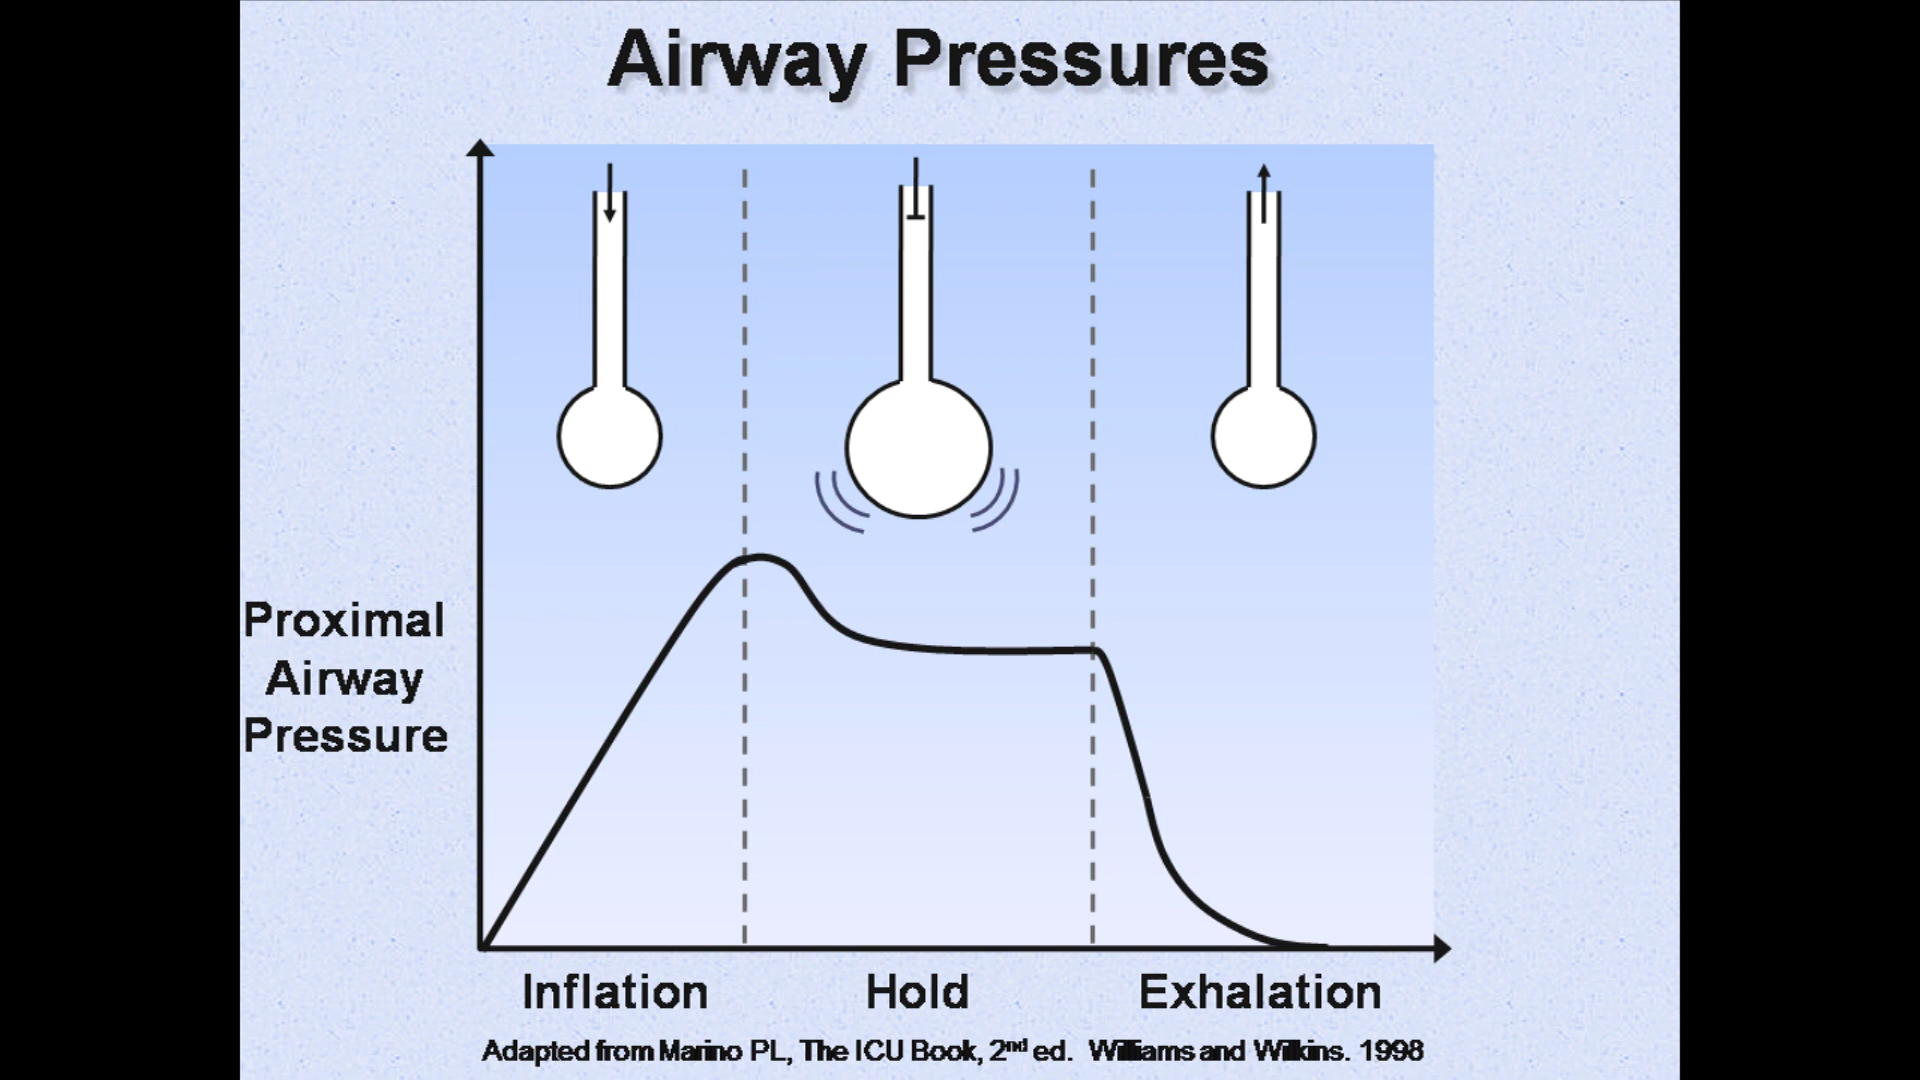 Airway Pressures
Proximal
Airway
Pressure
Inflation Hold Exhalation
Adapted from Marino PL, The ICU Book, 2nd ed. Williams and Wilkins. 1998